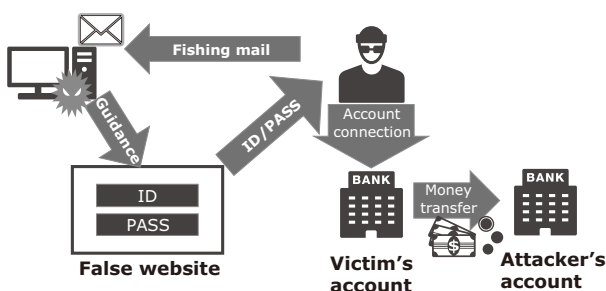 Fishing mail
Guidance
ID/PASS
Account
connection
ID
PASS
False website
BANK
Victim's
account
Money
transfer
$
BANK
Attacker's
account